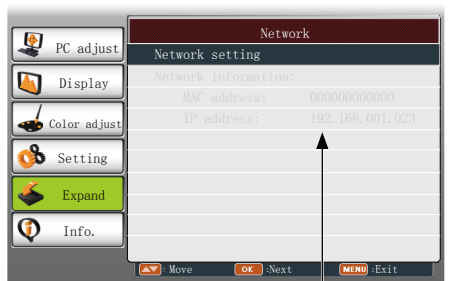 Network
PC adjust
Network setting
Display
Network information:
MAC address: 000000000000
Color adjust
IP address: 192.168.001.023
Setting
Expand
Info.
: Move OK :Next MENU :Exit